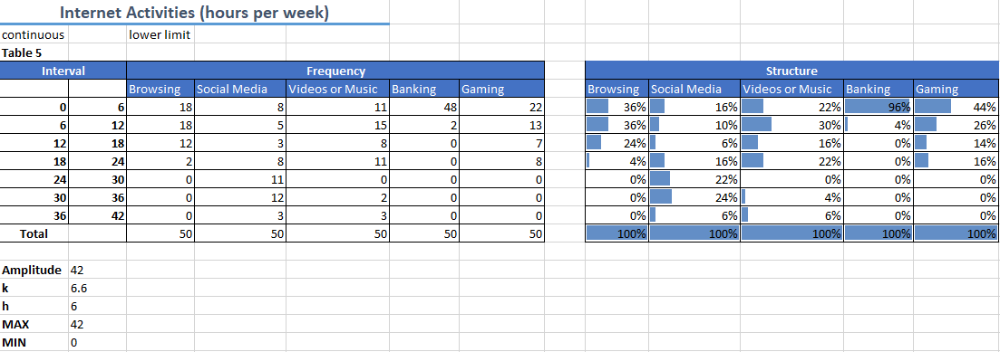 Internet Activities (hours per week)
continuous lower limit
Table 5
Interval Frequency Structure
Browsing Social Media Videos or Music Banking Gaming Browsing Social Media Videos or Music Banking Gaming
0 6 18 8 11 48 22 36% 16% 22% 96% 44%
6 12 18 5 15 2 13 36% 10% 30% 4% 26%
12 18 12 3 8 0 7 24% 6% 16% 0% 14%
18 24 2 8 11 0 8 4% 16% 22% 0% 16%
24 30 0 11 0 0 0 0% 22% 0% 0% 0%
30 36 0 12 2 0 0 0% 24% 4% 0% 0%
36 42 0 3 3 0 0 0% 6% 6% 0% 0%
Total 50 50 50 50 50 100% 100% 100% 100% 100%
Amplitude 42
k 6.6
h 6
MAX 42
MIN 0